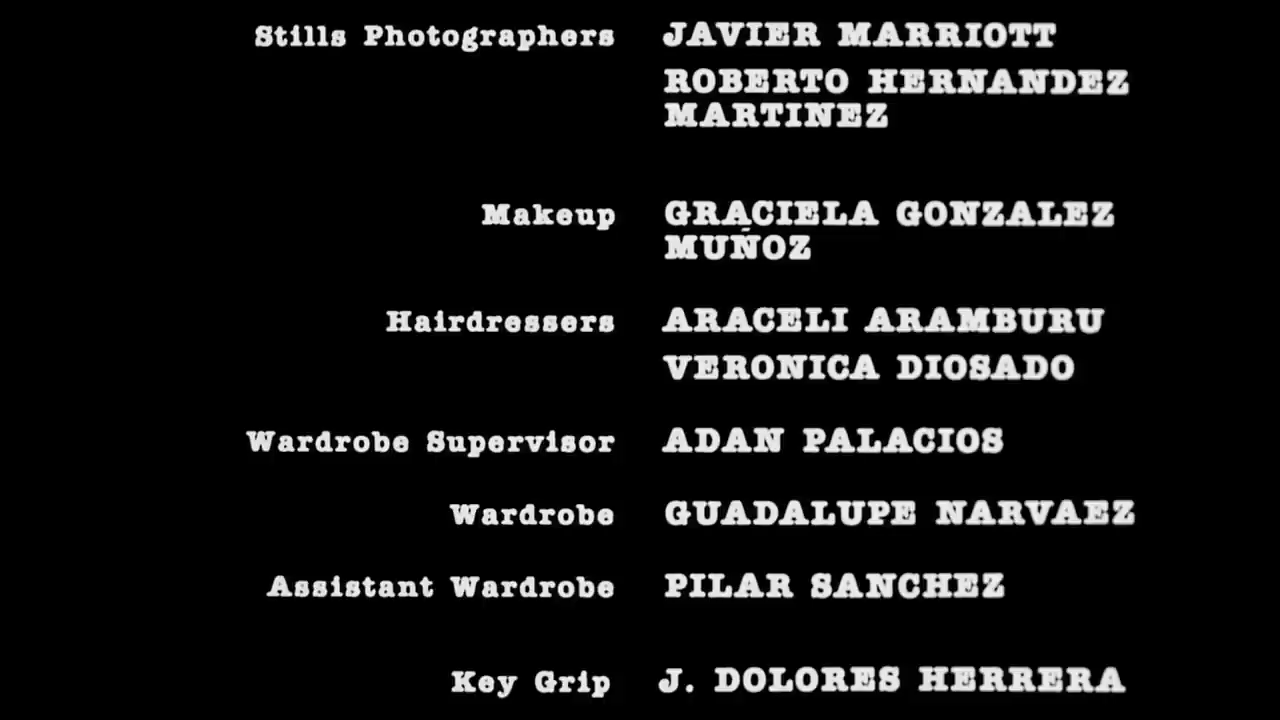 Stills Photographers JAVIER MARRIOTT
ROBERTO HERNANDEZ
MARTINEZ
Makeup GRACIELA GONZALEZ
MUÑOZ
Hairdressers ARACELI ARAMBURU
VERONICA DIOSADO
Wardrobe Supervisor ADAN PALACIOS
Wardrobe GUADALUPE NARVAEZ
Assistant Wardrobe PILAR SANCHEZ
Key Grip J. DOLORES HERRERA